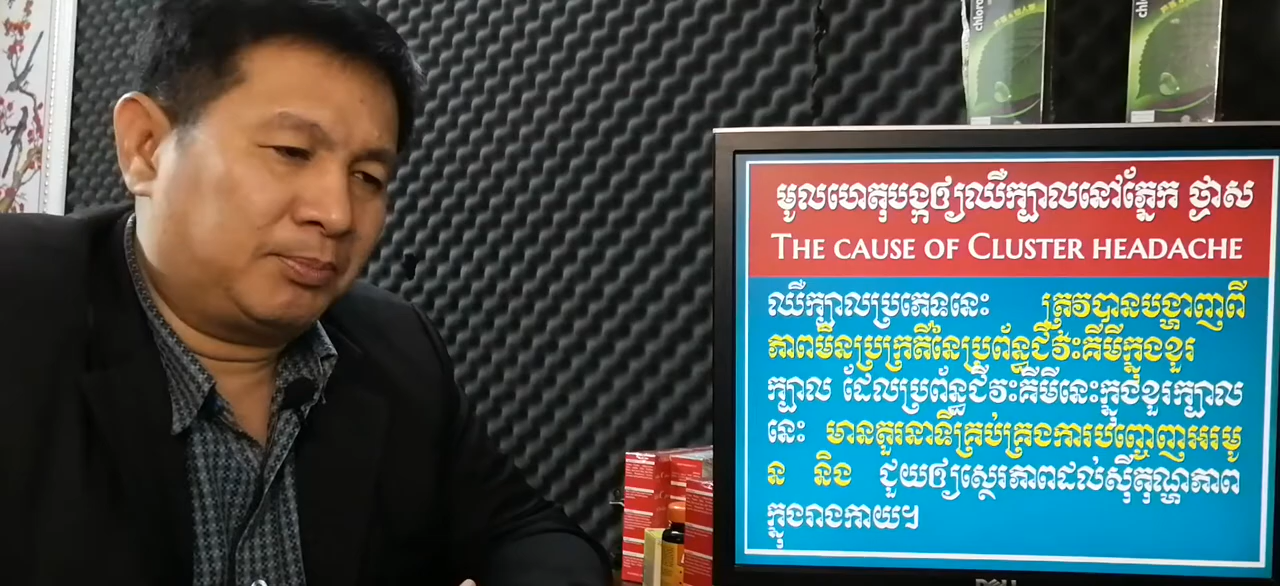 chloro
chl
មូលហេតុបង្កឲ្យឈឺក្បាលនៅភ្នែក ថ្ងាស
THE CAUSE OF CLUSTER HEADACHE
ឈឺក្បាលប្រភេទនេះ ត្រូវបានបង្ហាញពី
ភាពមិនប្រក្រតីនៃប្រព័ន្ធជីវះគីមីក្នុងខួរ
ក្បាល ដែលប្រព័ន្ធជីវះគីមីនេះក្នុងខួរក្បាល
នេះ មានតួរនាទីគ្រប់គ្រងការបញ្ចេញអរម៉ូ
ន និង ជួយឲ្យស្ថេរភាពដល់ស៊ីតុណ្ហភាព
ក្នុងរាងកាយ។